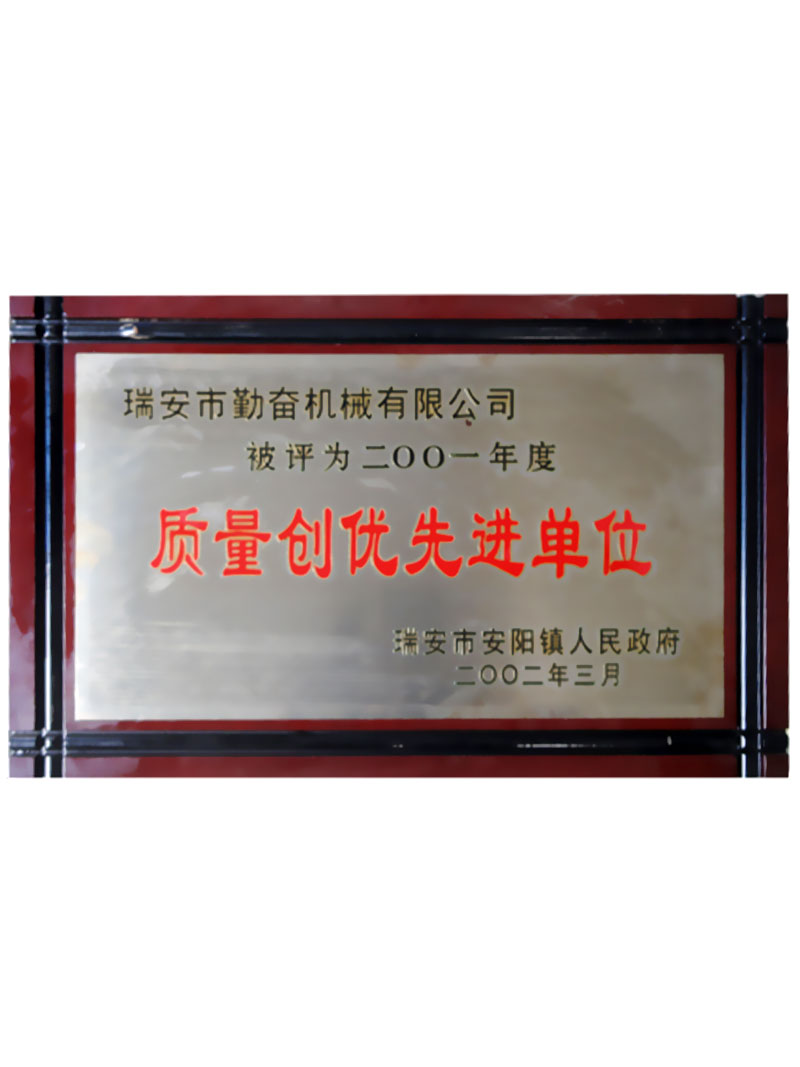 瑞安市勤奋机械有限公司
被评为二OO一年度
质量创优先进单位
瑞安市安阳镇人民政府
二OO二年三月